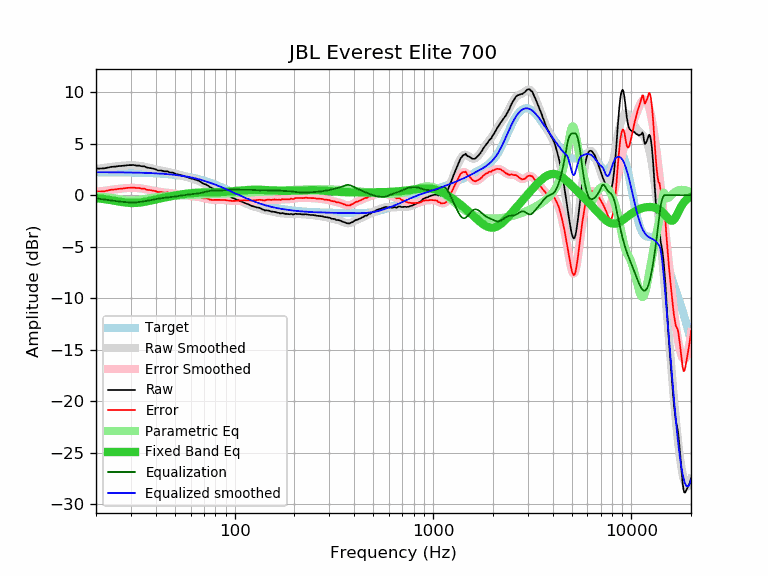 JBL Everest Elite 700
10
5
0
−5
−10
−15
−20
−25
−30
Amplitude (dBr)
Target
Raw Smoothed
Error Smoothed
Raw
Error
Parametric Eq
Fixed Band Eq
Equalization
Equalized smoothed
100
1000
10000
Frequency (Hz)